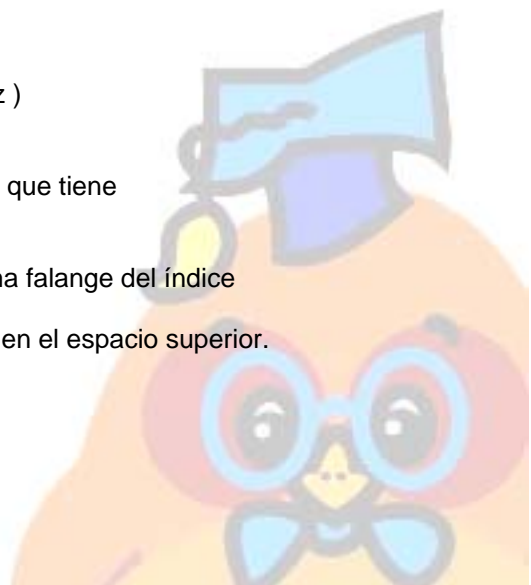 z )
que tiene
na falange del índice
en el espacio superior.